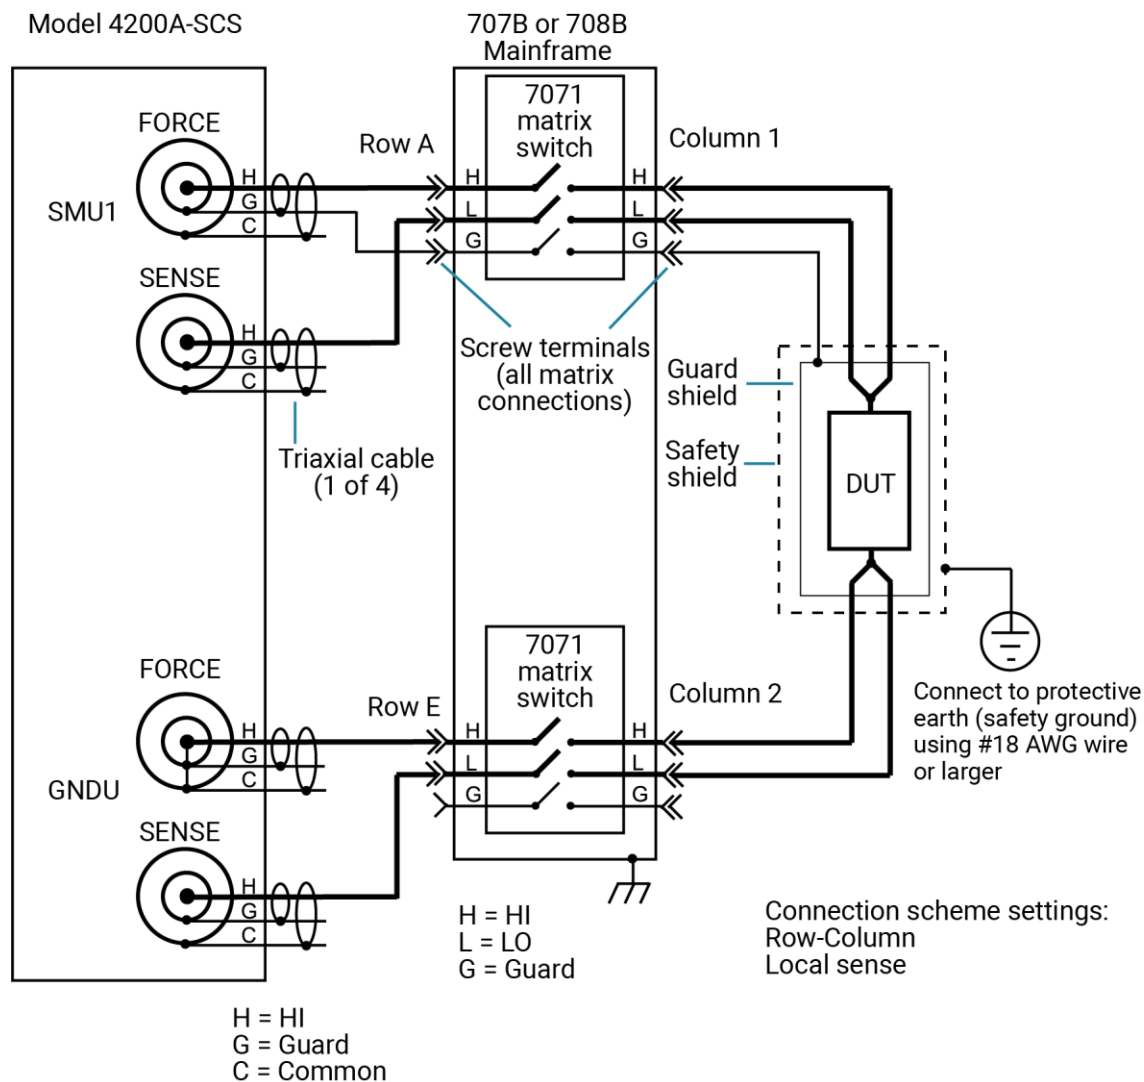 Model 4200A-SCS
707B or 708B
Mainframe
7071
matrix
switch
FORCE
Row A
Column 1
H
G
C
SMU1
H
L
G
H
L
G
SENSE
H
G
C
Screw terminals
(all matrix
connections)
Guard
shield
Safety
shield
DUT
Triaxial cable
(1 of 4)
7071
matrix
switch
FORCE
Row E
Column 2
H
G
C
GNDU
H
L
G
H
L
G
Connect to protective
earth (safety ground)
using #18 AWG wire
or larger
SENSE
H
G
C
H = HI
L = LO
G = Guard
Connection scheme settings:
Row-Column
Local sense
H = HI
G = Guard
C = Common